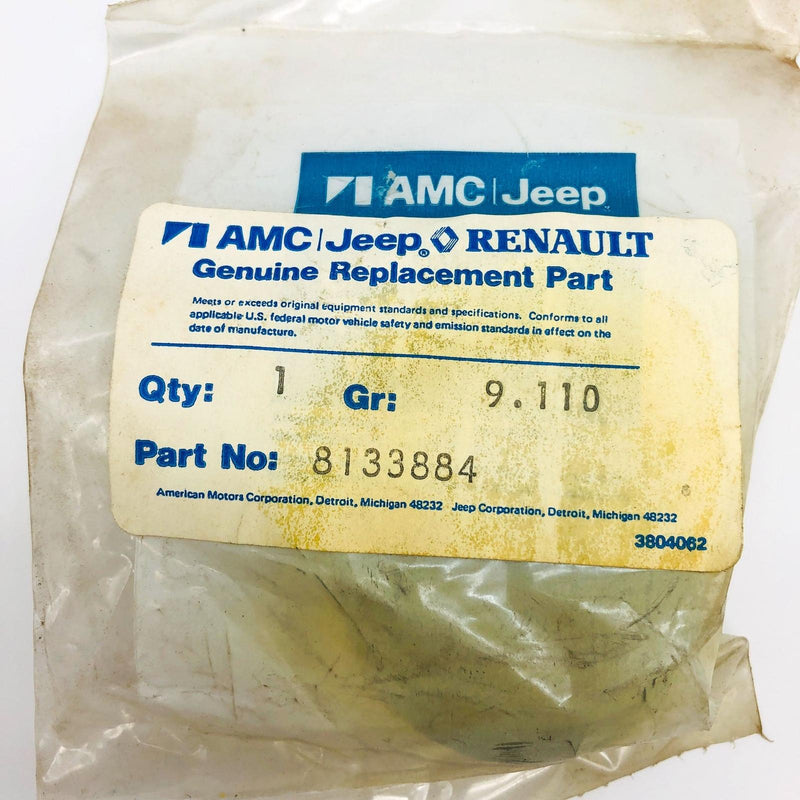 AMC|Jeep
AMC|Jeep® RENAULT
Genuine Replacement Part
Meets or exceeds original equipment standards and specifications. Conforms to all
applicable U.S. federal motor vehicle safety and emission standards in effect on the
date of manufacture.
Qty: 1 Gr: 9.110
Part No: 8133884
American Motors Corporation, Detroit, Michigan 48232 Jeep Corporation, Detroit, Michigan 48232
3804062